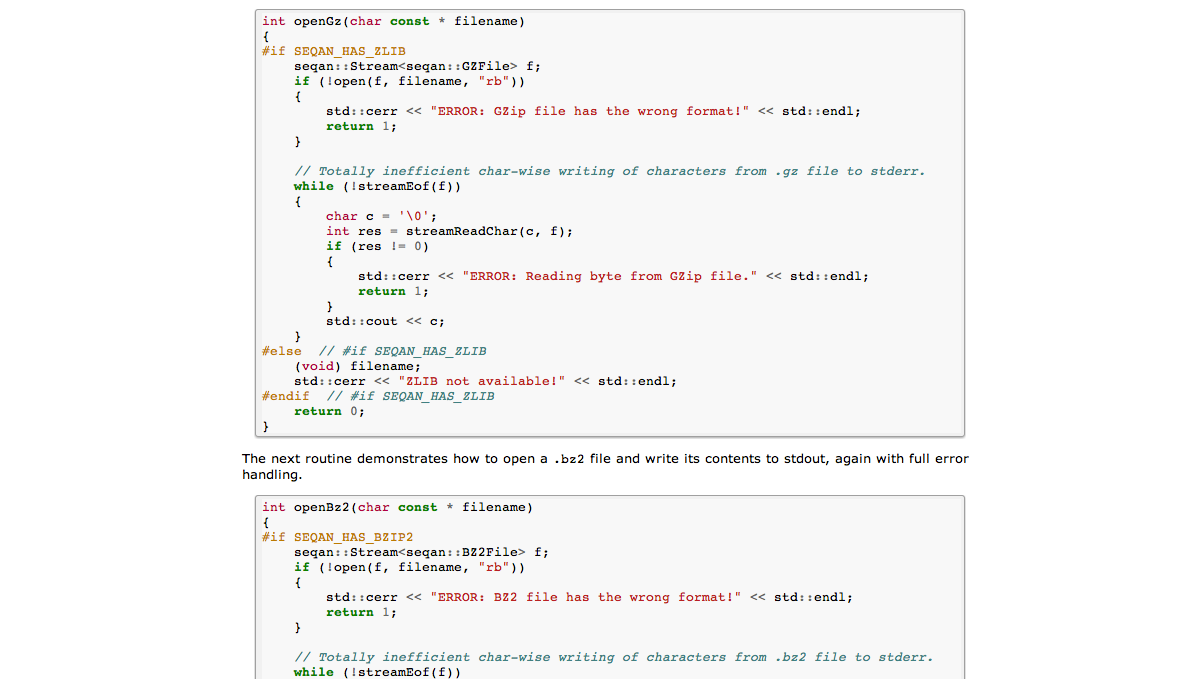 int openGz(char const * filename)
{
#if SEQAN_HAS_ZLIB
    seqan::Stream<seqan::GZFile> f;
    if (!open(f, filename, "rb"))
    {
        std::cerr << "ERROR: GZip file has the wrong format!" << std::endl;
        return 1;
    }

    // Totally inefficient char-wise writing of characters from .gz file to stderr.
    while (!streamEof(f))
    {
        char c = '\0';
        int res = streamReadChar(c, f);
        if (res != 0)
        {
            std::cerr << "ERROR: Reading byte from GZip file." << std::endl;
            return 1;
        }
        std::cout << c;
    }
#else  // #if SEQAN_HAS_ZLIB
    (void) filename;
    std::cerr << "ZLIB not available!" << std::endl;
#endif  // #if SEQAN_HAS_ZLIB
    return 0;
}
The next routine demonstrates how to open a .bz2 file and write its contents to stdout, again with full error
handling.
int openBz2(char const * filename)
{
#if SEQAN_HAS_BZIP2
    seqan::Stream<seqan::BZ2File> f;
    if (!open(f, filename, "rb"))
    {
        std::cerr << "ERROR: BZ2 file has the wrong format!" << std::endl;
        return 1;
    }

    // Totally inefficient char-wise writing of characters from .bz2 file to stderr.
    while (!streamEof(f))